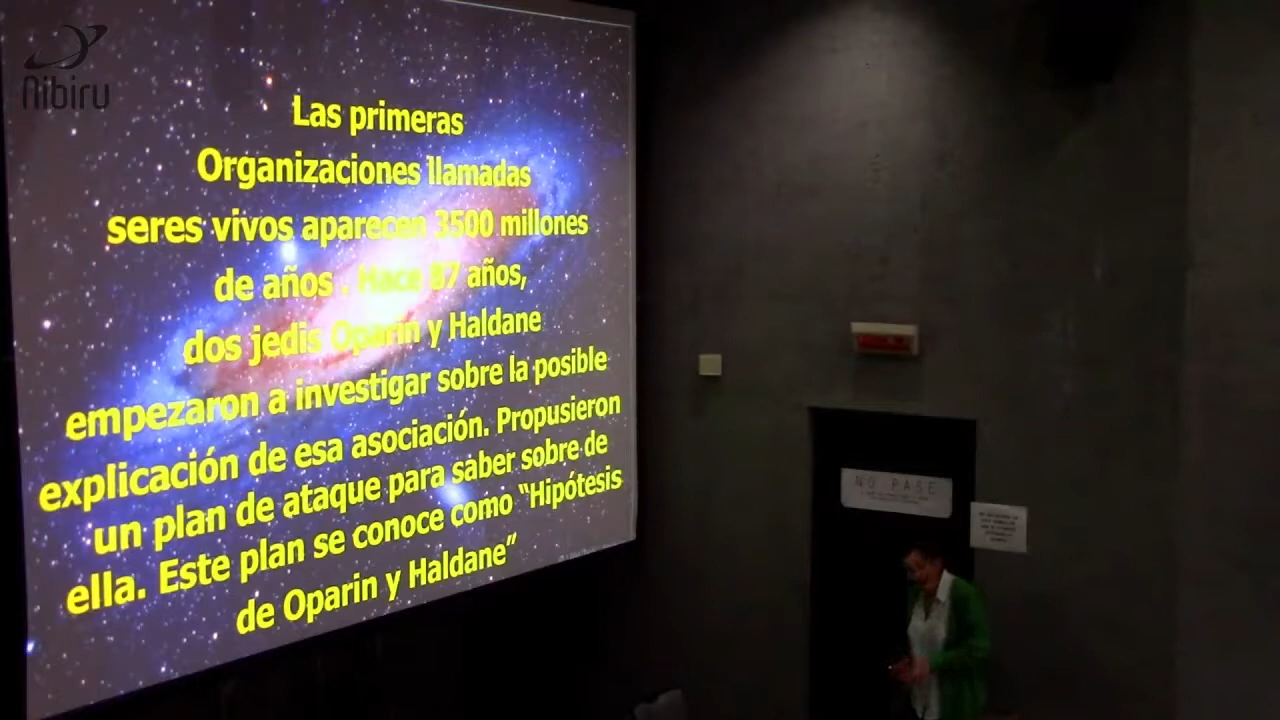 Nibiru
Las primeras
Organizaciones llamadas
seres vivos aparecen 3500 millones
de años . Hace 87 años,
dos jedis Oparin y Haldane
empezaron a investigar sobre la posible
explicación de esa asociación. Propusieron
un plan de ataque para saber sobre de
ella. Este plan se conoce como “Hipótesis
de Oparin y Haldane”
NO PASE